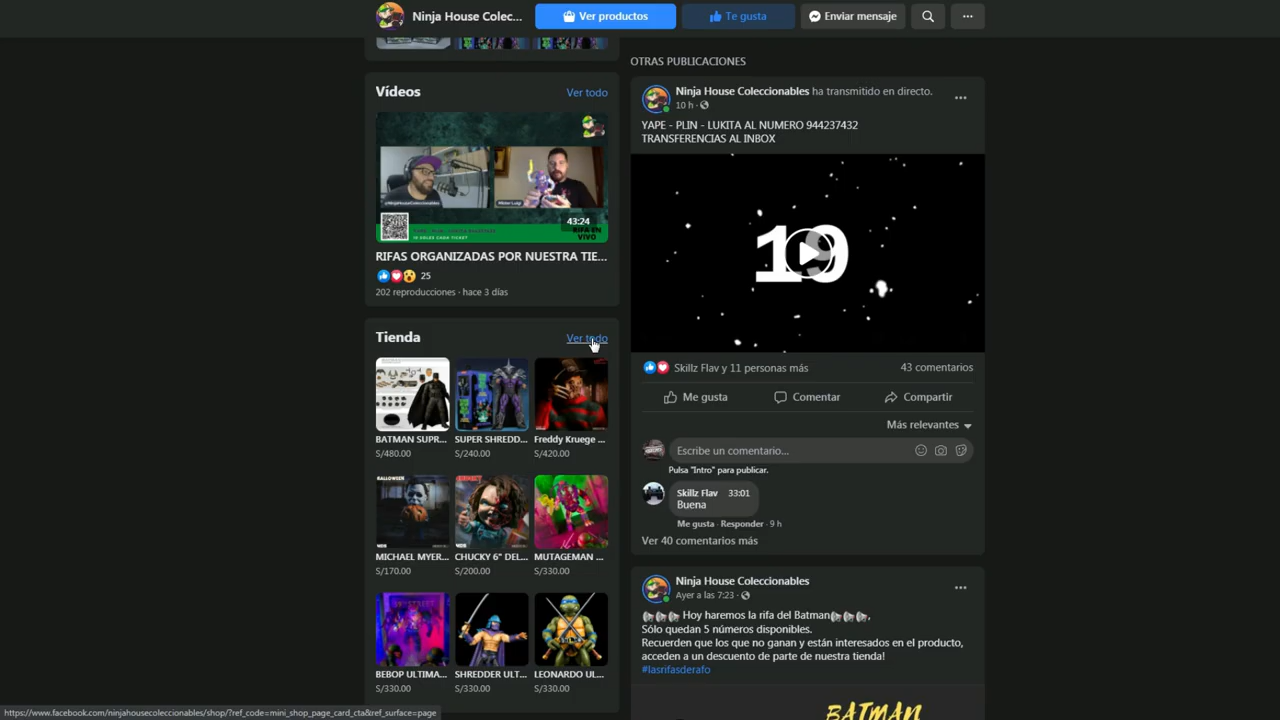 Ninja House Colec...
Ver productos
Te gusta
Enviar mensaje
Vídeos
Ver todo
43:24
RIFA EN VIVO
RIFAS ORGANIZADAS POR NUESTRA TIE...
25
202 reproducciones · hace 3 días
Tienda
Ver todo
BATMAN SUPR...
S/480.00
SUPER SHREDD...
S/240.00
Freddy Kruege ...
S/420.00
HALLOWEEN
MICHAEL MYER...
S/170.00
CHUCKY 6" DEL...
S/200.00
MUTAGEMAN ...
S/330.00
BEBOP ULTIMA...
S/330.00
SHREDDER ULT...
S/330.00
LEONARDO UL...
S/330.00
OTRAS PUBLICACIONES
Ninja House Coleccionables ha transmitido en directo.
10 h ·
YAPE - PLIN - LUKITA AL NUMERO 944237432
TRANSFERENCIAS AL INBOX
19
Skillz Flav y 11 personas más
43 comentarios
Me gusta
Comentar
Compartir
Más relevantes
Escribe un comentario...
Pulsa "Intro" para publicar.
Skillz Flav 33:01
Buena
Me gusta · Responder · 9 h
Ver 40 comentarios más
Ninja House Coleccionables
Ayer a las 7:23 ·
Hoy haremos la rifa del Batman,
Sólo quedan 5 números disponibles.
Recuerden que los que no ganan y están interesados en el producto,
acceden a un descuento de parte de nuestra tienda!
#lasrifasderafo
BATMAN
https://www.facebook.com/ninjahousecoleccionables/shop/?ref_code=mini_shop_page_card_cta&ref_surface=page